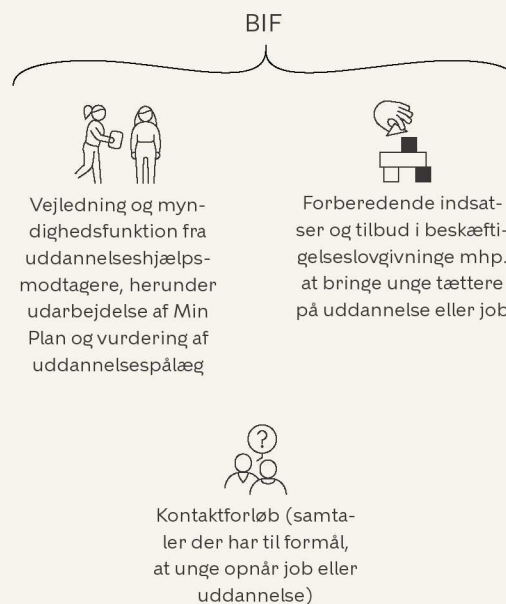 BIF
Vejledning og myn-
dighedsfunktion fra
uddannelseshjælps-
modtagere, herunder
udarbejdelse af Min
Plan og vurdering af
uddannelsespålæg
Forberedende indsat-
ser og tilbud i beskæfti-
gelseslovgivninge mhp.
at bringe unge tættere
på uddannelse eller job
?
Kontaktforløb (samta-
ler der har til formål,
at unge opnår job eller
uddannelse)